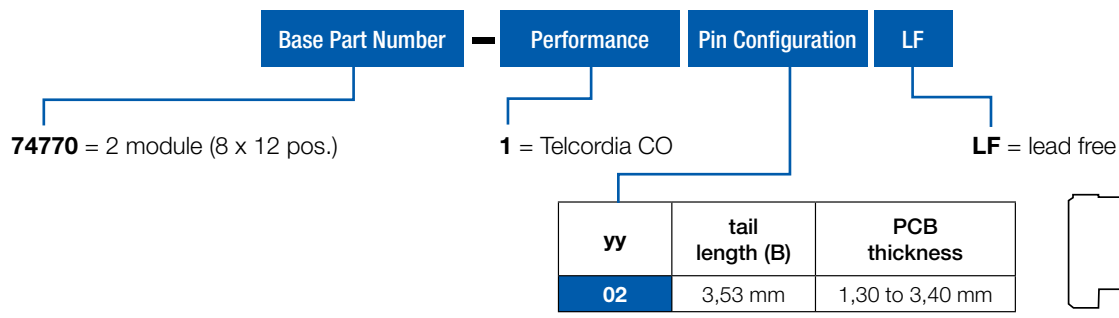 Base Part Number - Performance Pin Configuration LF
74770 = 2 module (8 x 12 pos.) 1 = Telcordia CO LF = lead free
yy tail length (B) PCB thickness
02 3,53 mm 1,30 to 3,40 mm